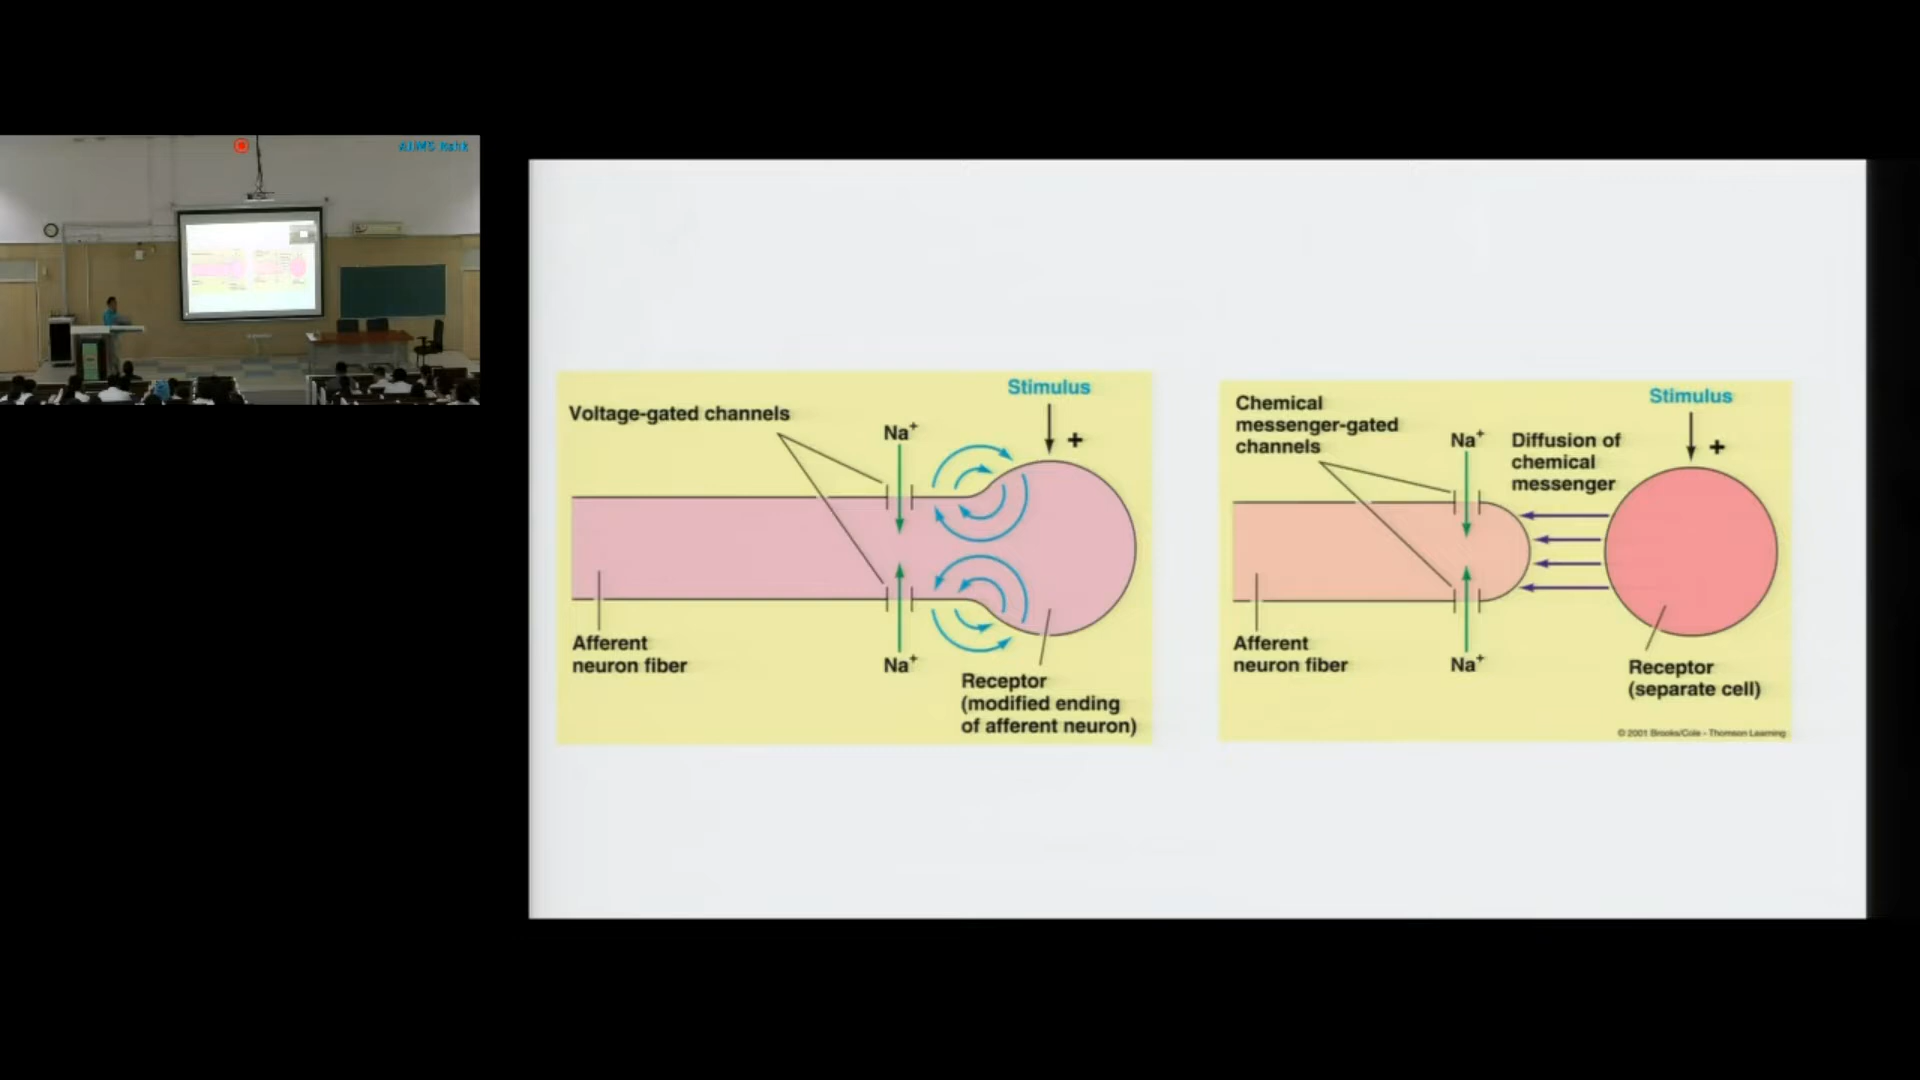 Stimulus
Voltage-gated channels
Na+
+
Afferent
neuron fiber
Na+
Receptor
(modified ending
of afferent neuron)
Chemical
messenger-gated
channels
Stimulus
Na+
Diffusion of
chemical
messenger
+
Afferent
neuron fiber
Na+
Receptor
(separate cell)
© 2001 Brooks/Cole - Thomson Learning